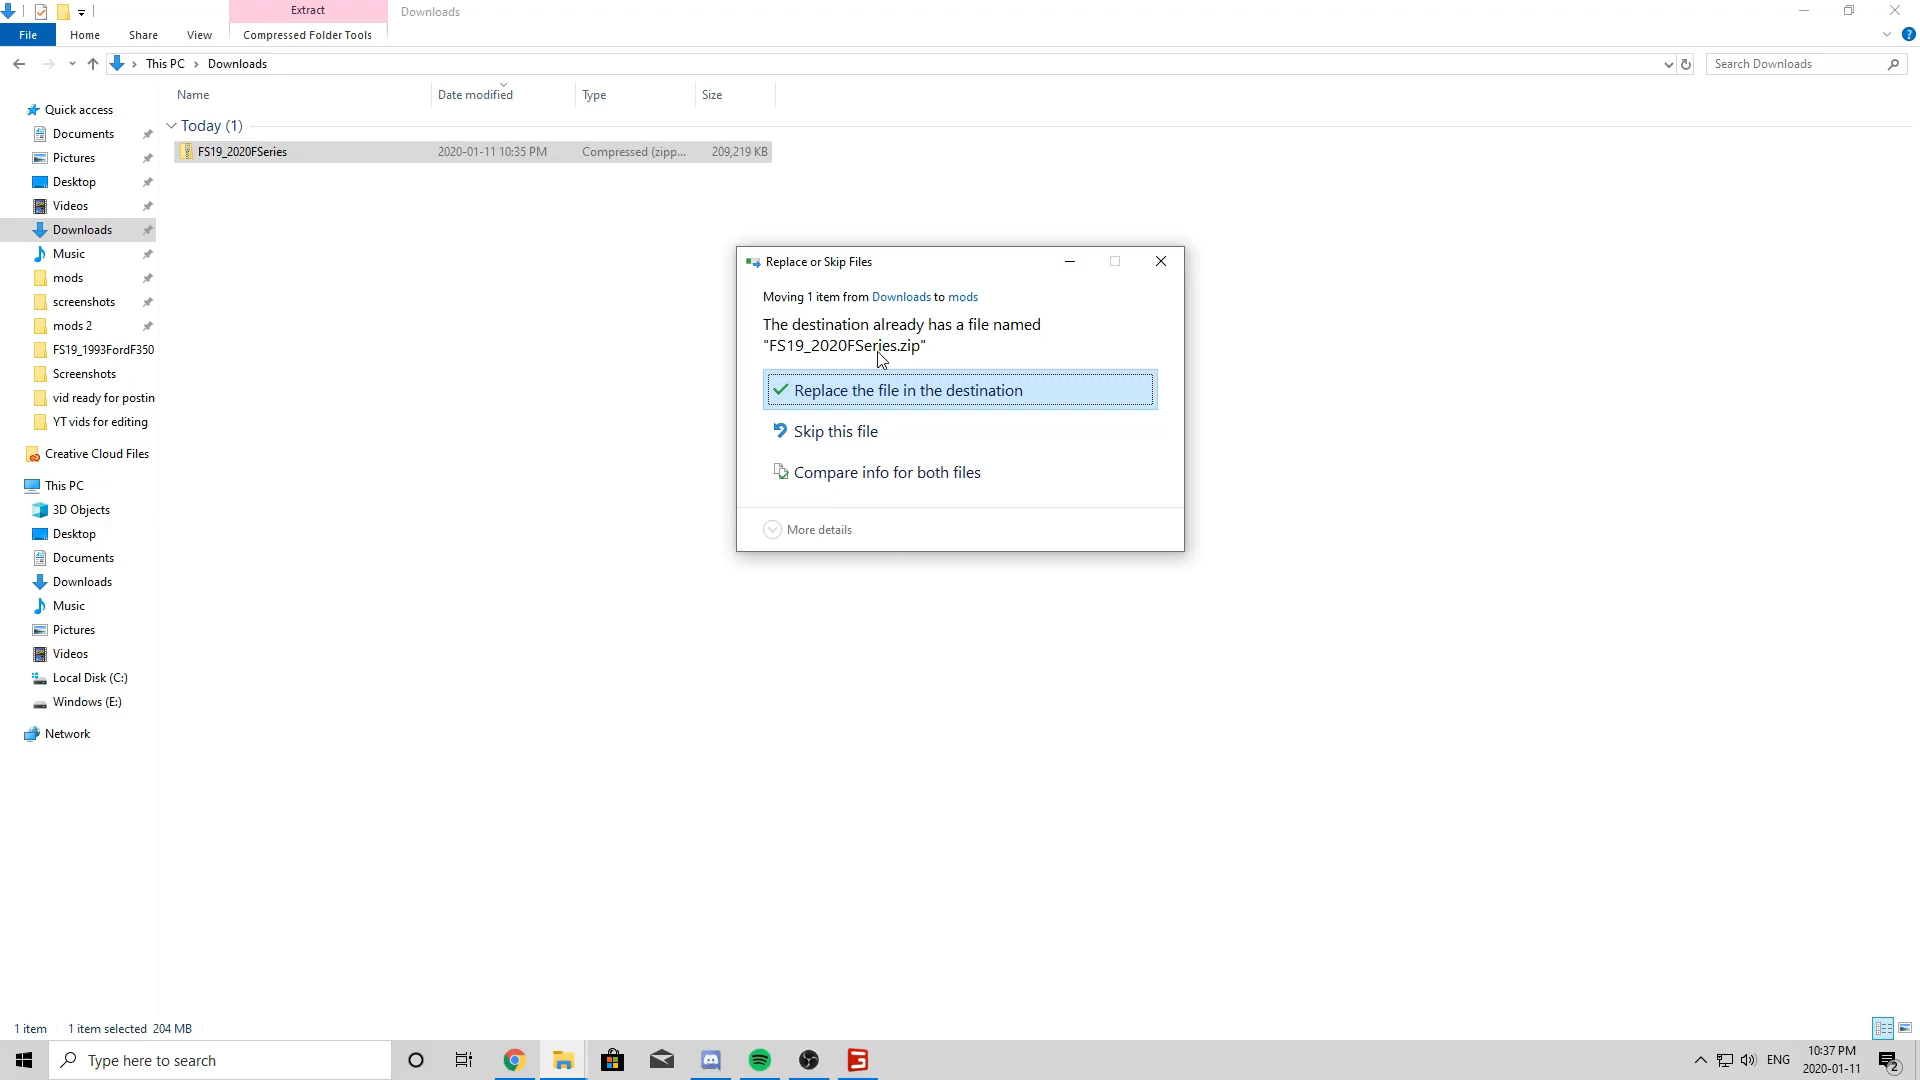 Extract
Downloads
File
Home
Share
View
Compressed Folder Tools
This PC
Downloads
Search Downloads
Name
Date modified
Type
Size
Quick access
Documents
Pictures
Desktop
Videos
Downloads
Music
mods
screenshots
mods 2
FS19_1993FordF350
Screenshots
vid ready for postin
YT vids for editing
Creative Cloud Files
This PC
3D Objects
Desktop
Documents
Downloads
Music
Pictures
Videos
Local Disk (C:)
Windows (E:)
Network
Today (1)
FS19_2020FSeries 2020-01-11 10:35 PM Compressed (zipp... 209,219 KB
Replace or Skip Files
Moving 1 item from Downloads to mods
The destination already has a file named
"FS19_2020FSeries.zip"
Replace the file in the destination
Skip this file
Compare info for both files
More details
1 item 1 item selected 204 MB
Type here to search
ENG
10:37 PM
2020-01-11
2